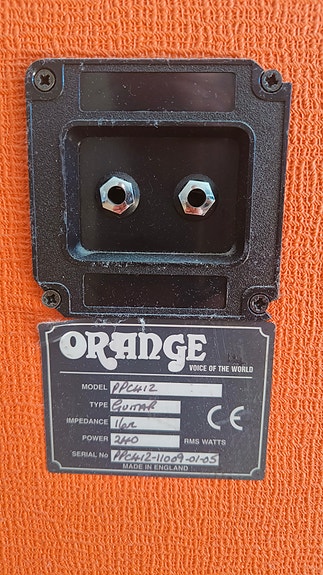 ORANGE
VOICE OF THE WORLD
MODEL PPC412
TYPE GUITAR
IMPEDANCE 16Ω
POWER 240 RMS WATTS
SERIAL No PPC412-11009-01-05
MADE IN ENGLAND
CE